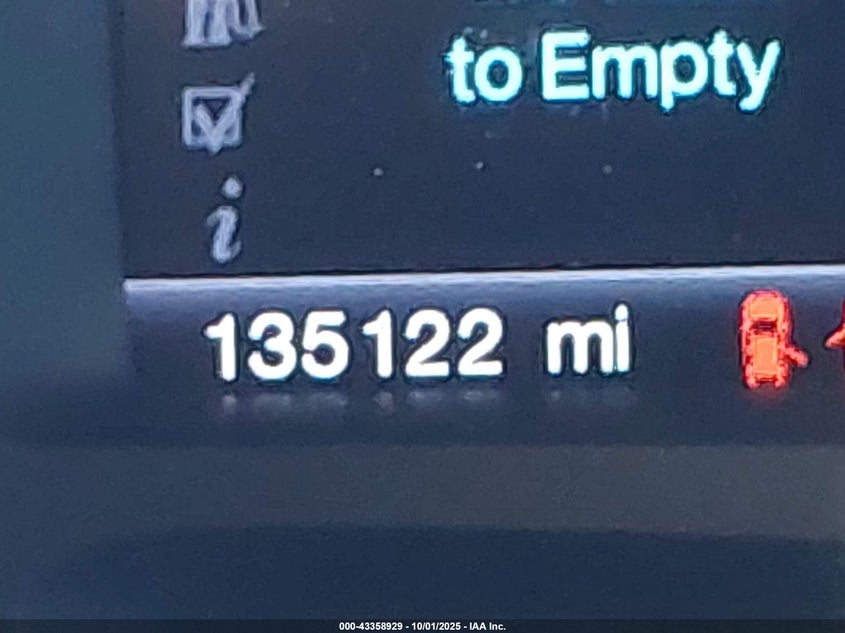 to Empty
135122 mi
000-43358929 - 10/01/2025 - IAA Inc.